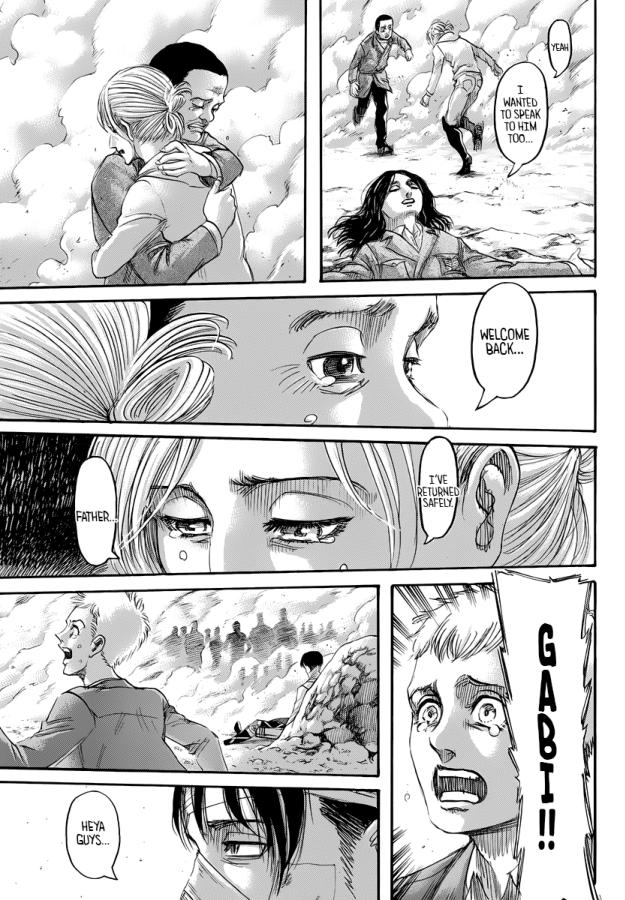 YEAH
I
WANTED
TO SPEAK
TO HIM
TOO...
WELCOME
BACK...
I'VE
RETURNED
SAFELY.
FATHER...
GABI!!
HEYA
GUYS...